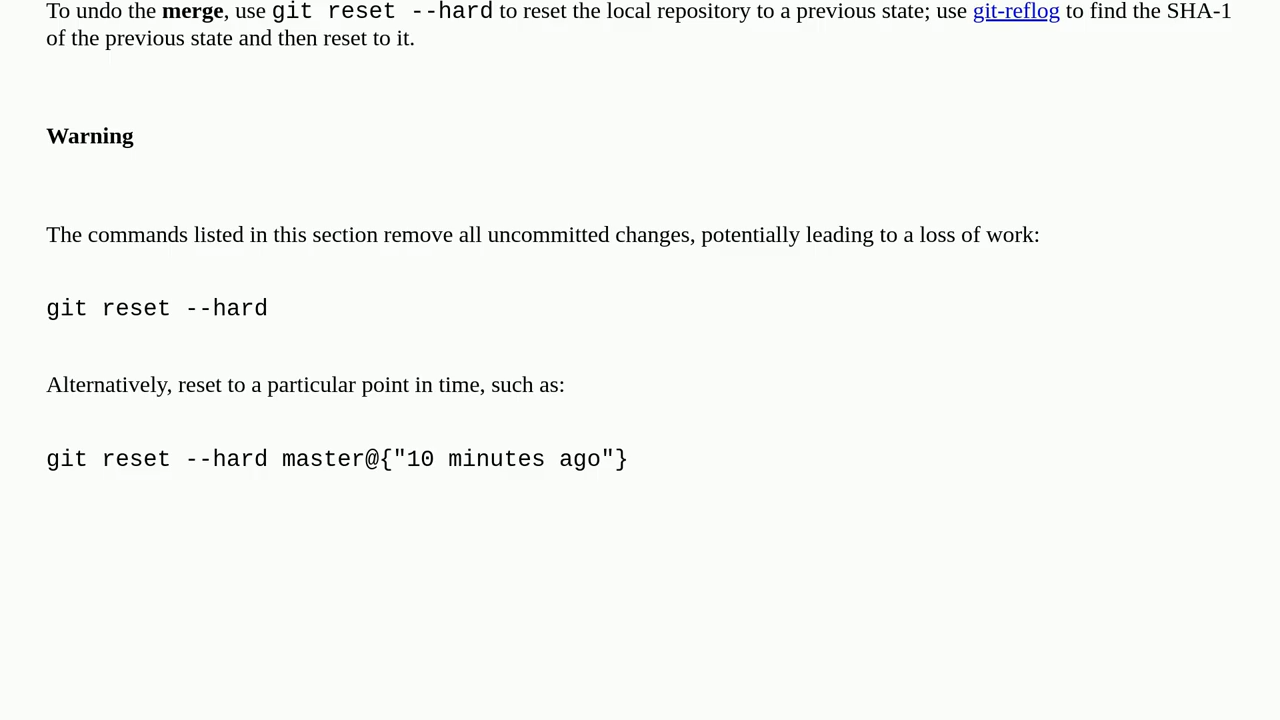 To undo the merge, use git reset --hard to reset the local repository to a previous state; use git-reflog to find the SHA-1
of the previous state and then reset to it.
Warning
The commands listed in this section remove all uncommitted changes, potentially leading to a loss of work:
git reset --hard
Alternatively, reset to a particular point in time, such as:
git reset --hard master@{"10 minutes ago"}